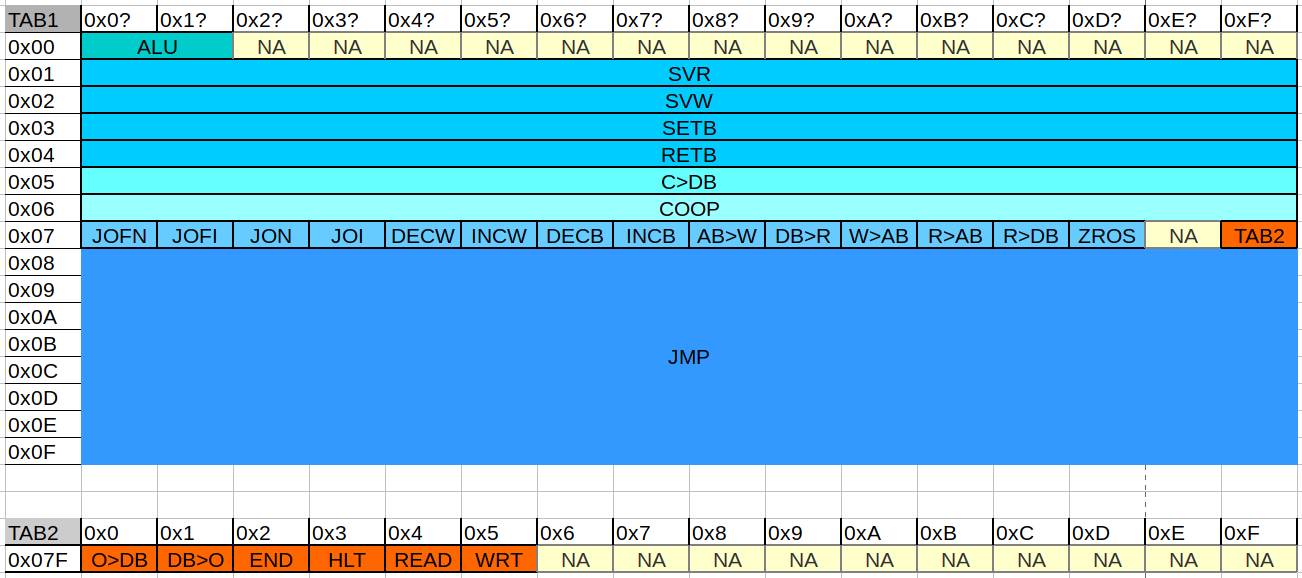 TAB1 0x0? 0x1? 0x2? 0x3? 0x4? 0x5? 0x6? 0x7? 0x8? 0x9? 0xA? 0xB? 0xC? 0xD? 0xE? 0xF?
0x00 ALU NA NA NA NA NA NA NA NA NA NA NA NA NA NA
0x01 SVR
0x02 SVW
0x03 SETB
0x04 RETB
0x05 C>DB
0x06 COOP
0x07 JOFN JOFI JON JOI DECW INCW DECB INCB AB>W DB>R W>AB R>AB R>DB ZROS NA TAB2
0x08
0x09
0x0A
0x0B JMP
0x0C
0x0D
0x0E
0x0F
TAB2 0x0 0x1 0x2 0x3 0x4 0x5 0x6 0x7 0x8 0x9 0xA 0xB 0xC 0xD 0xE 0xF
0x07F O>DB DB>O END HLT READ WRT NA NA NA NA NA NA NA NA NA NA